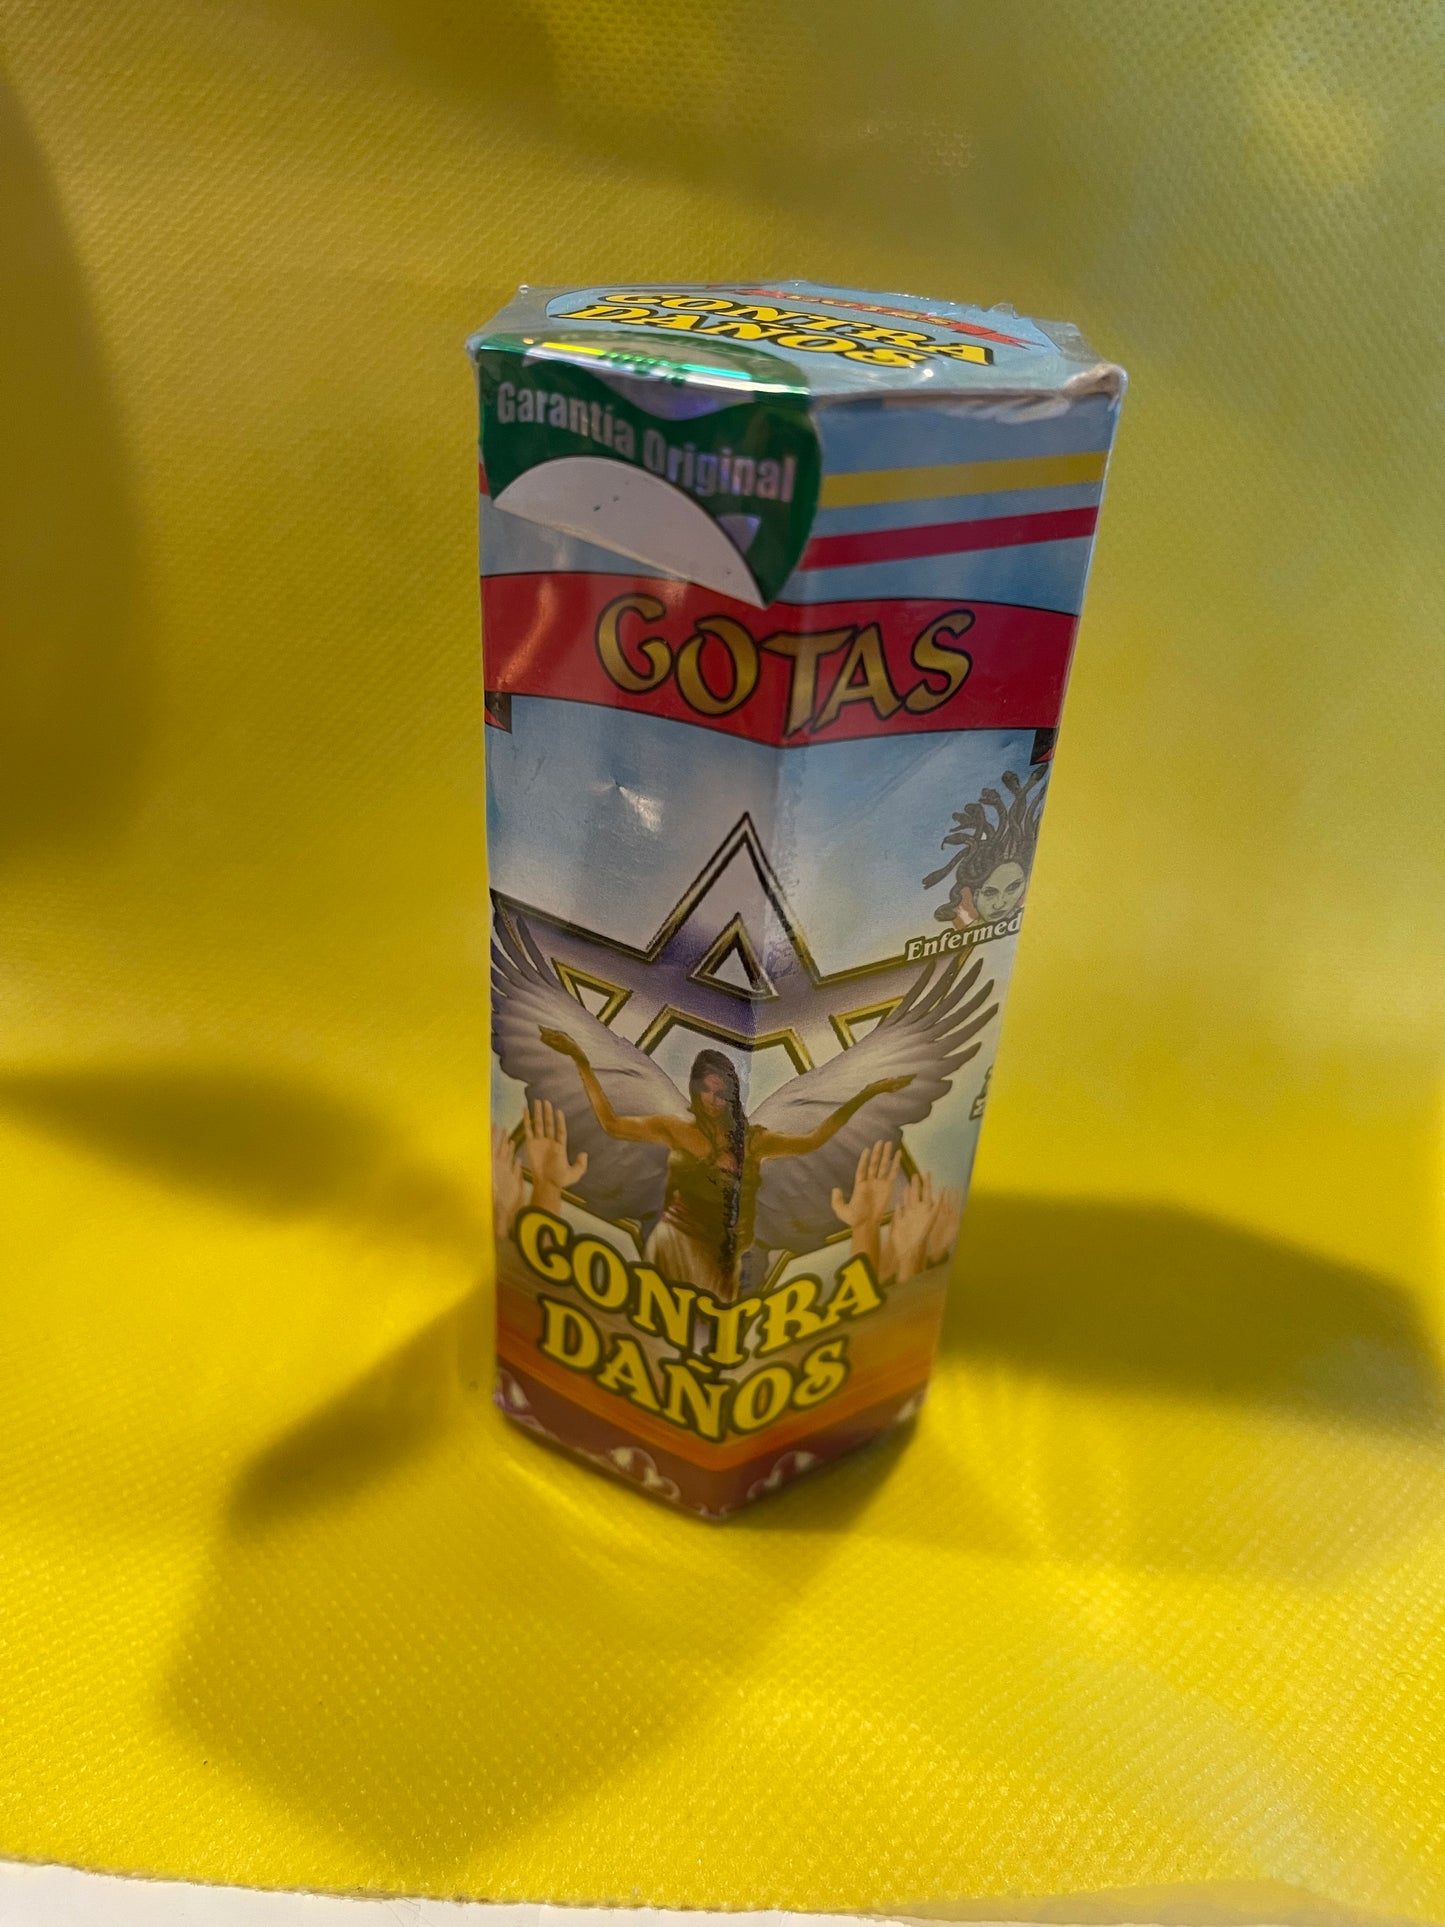 CONTRA
DAÑOS
Garantía Original
GOTAS
Enfermed
CONTRA
DAÑOS